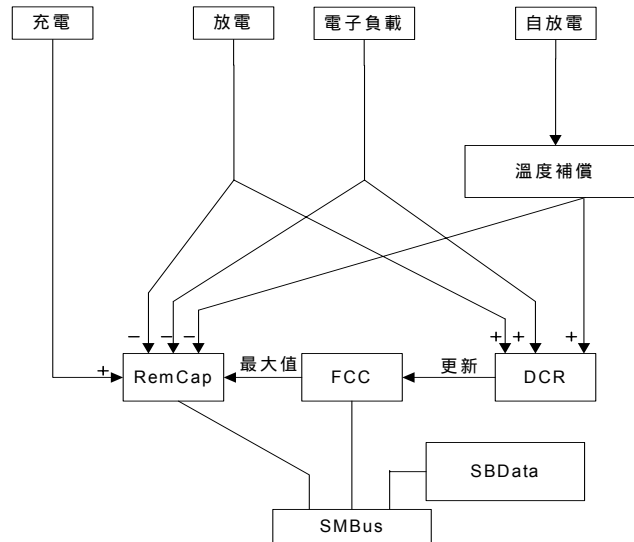 充電
放電
電子負載
自放電
溫度補償
－
－
－
＋
＋
＋
＋
RemCap
最大值
FCC
更新
DCR
SBData
SMBus